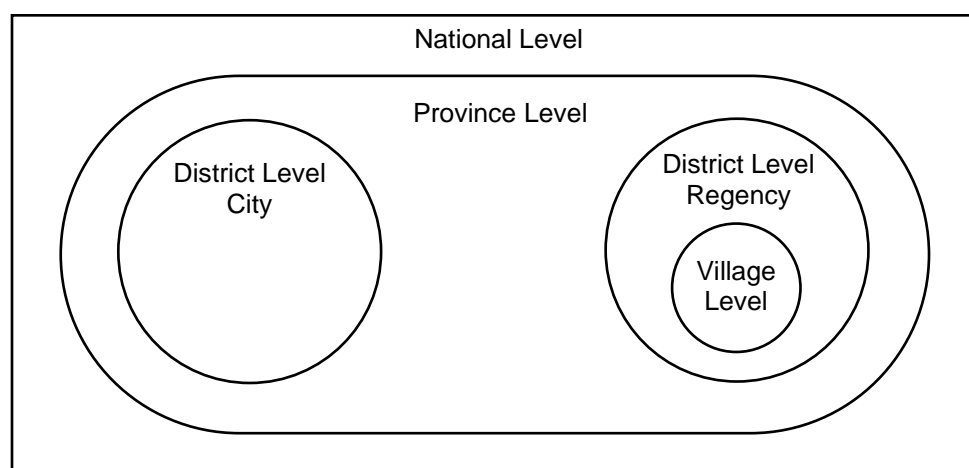 National Level
Province Level
District Level
City
District Level
Regency
Village
Level